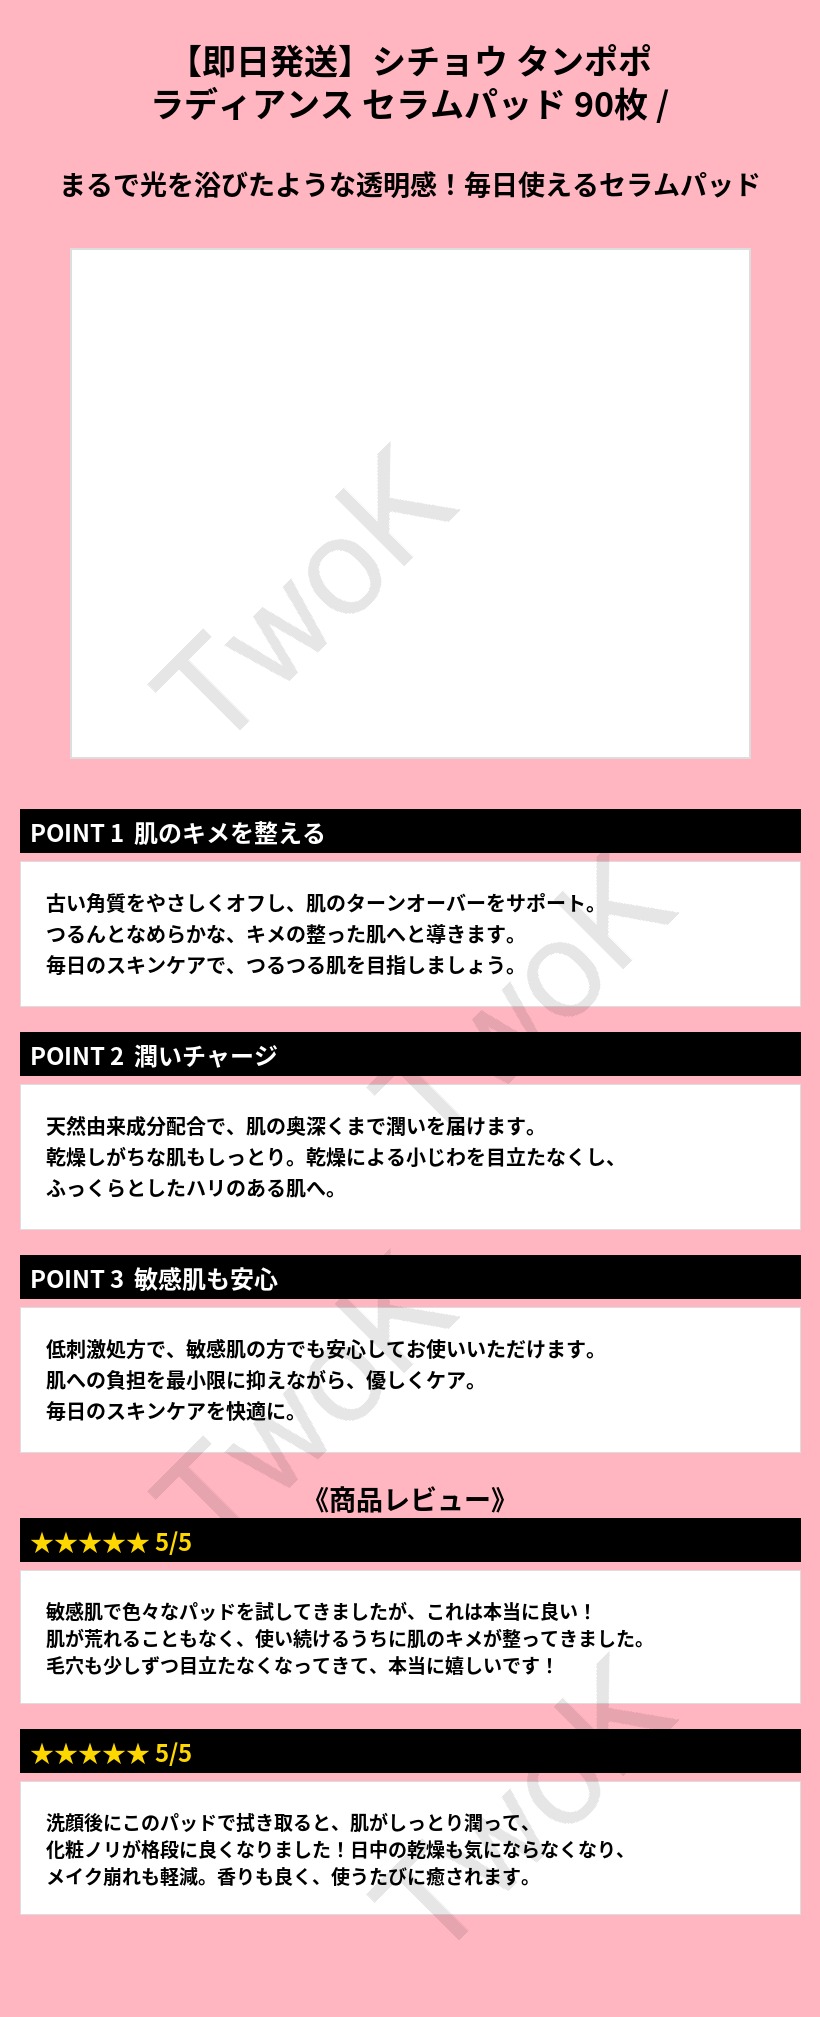 【即日発送】シチョウ タンポポ
ラディアンス セラムパッド 90枚 /
まるで光を浴びたような透明感！毎日使えるセラムパッド
TwoK
POINT 1 肌のキメを整える
古い角質をやさしくオフし、肌のターンオーバーをサポート。
つるんとなめらかな、キメの整った肌へと導きます。
毎日のスキンケアで、つるつる肌を目指しましょう。
TwoK
POINT 2 潤いチャージ
天然由来成分配合で、肌の奥深くまで潤いを届けます。
乾燥しがちな肌もしっとり。乾燥による小じわを目立たなくし、
ふっくらとしたハリのある肌へ。
POINT 3 敏感肌も安心
低刺激処方で、敏感肌の方でも安心してお使いいただけます。
肌への負担を最小限に抑えながら、優しくケア。
毎日のスキンケアを快適に。
TwoK
《商品レビュー》
★★★★★ 5/5
敏感肌で色々なパッドを試してきましたが、これは本当に良い！
肌が荒れることもなく、使い続けるうちに肌のキメが整ってきました。
毛穴も少しずつ目立たなくなってきて、本当に嬉しいです！
★★★★★ 5/5
洗顔後にこのパッドで拭き取ると、肌がしっとり潤って、
化粧ノリが格段に良くなりました！日中の乾燥も気にならなくなり、
メイク崩れも軽減。香りも良く、使うたびに癒されます。
TwoK